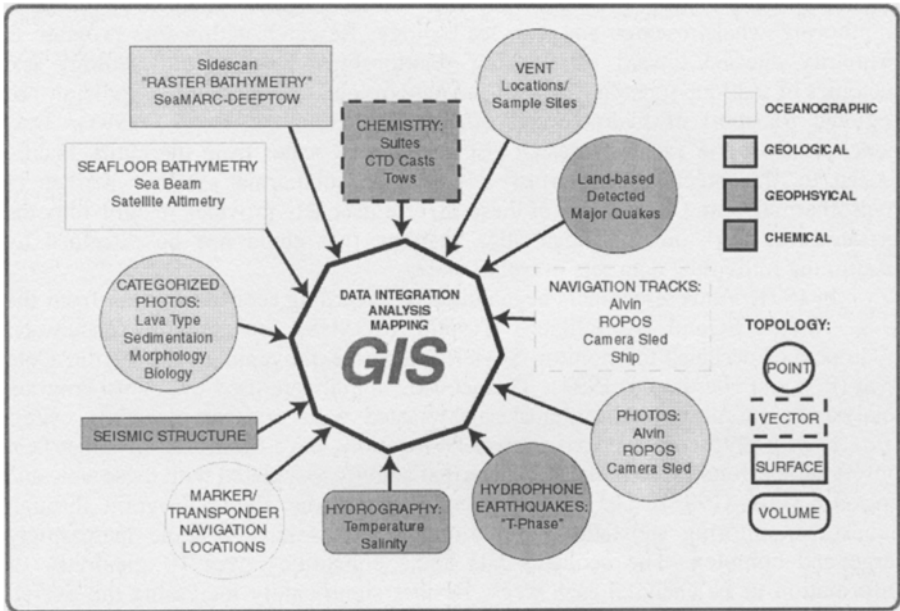 Sidescan
"RASTER BATHYMETRY"
SeaMARC-DEEPTOW
CHEMISTRY:
Suites
CTD Casts
Tows
VENT
Locations/
Sample Sites
OCEANOGRAPHIC
GEOLOGICAL
GEOPHSYICAL
CHEMICAL
SEAFLOOR BATHYMETRY
Sea Beam
Satellite Altimetry
Land-based
Detected
Major Quakes
CATEGORIZED
PHOTOS:
Lava Type
Sedimentaion
Morphology
Biology
DATA INTEGRATION
ANALYSIS
MAPPING
GIS
NAVIGATION TRACKS:
Alvin
ROPOS
Camera Sled
Ship
TOPOLOGY:
POINT
VECTOR
SURFACE
VOLUME
SEISMIC STRUCTURE
PHOTOS:
Alvin
ROPOS
Camera Sled
MARKER/
TRANSPONDER
NAVIGATION
LOCATIONS
HYDROGRAPHY:
Temperature
Salinity
HYDROPHONE
EARTHQUAKES:
"T-Phase"